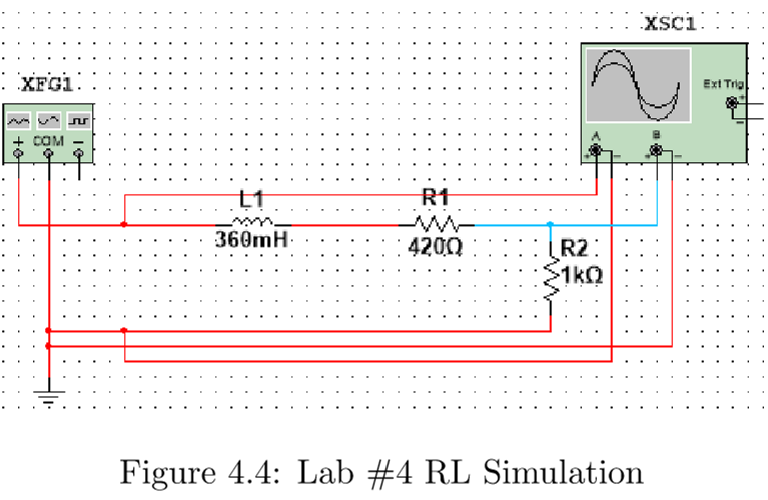 XSC1
XFG1
Ext Trig
+
-
+ COM -
A
B
+ - + -
L1
360mH
R1
420Ω
R2
1kΩ
Figure 4.4: Lab #4 RL Simulation